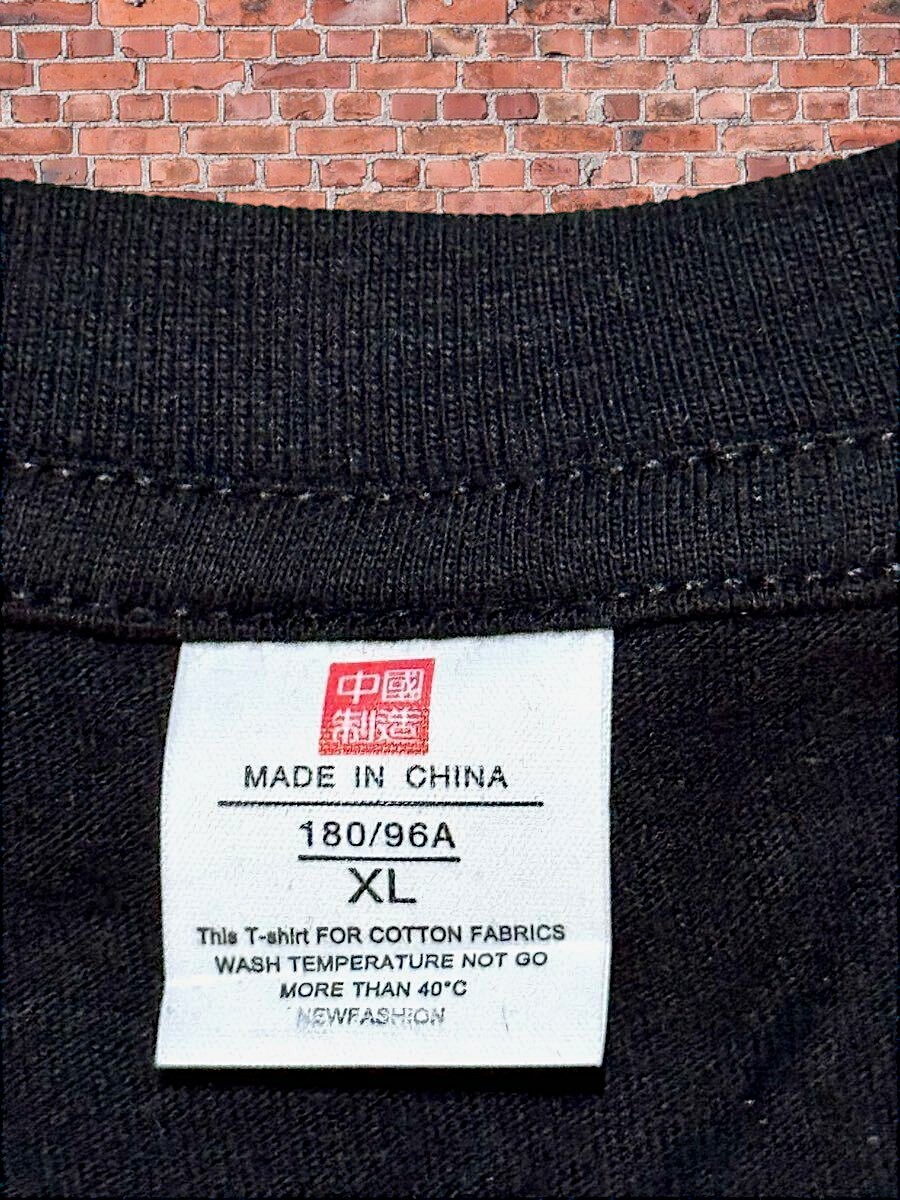 中國
制造
MADE IN CHINA
180/96A
XL
This T-shirt FOR COTTON FABRICS
WASH TEMPERATURE NOT GO
MORE THAN 40°C
NEWFASHION